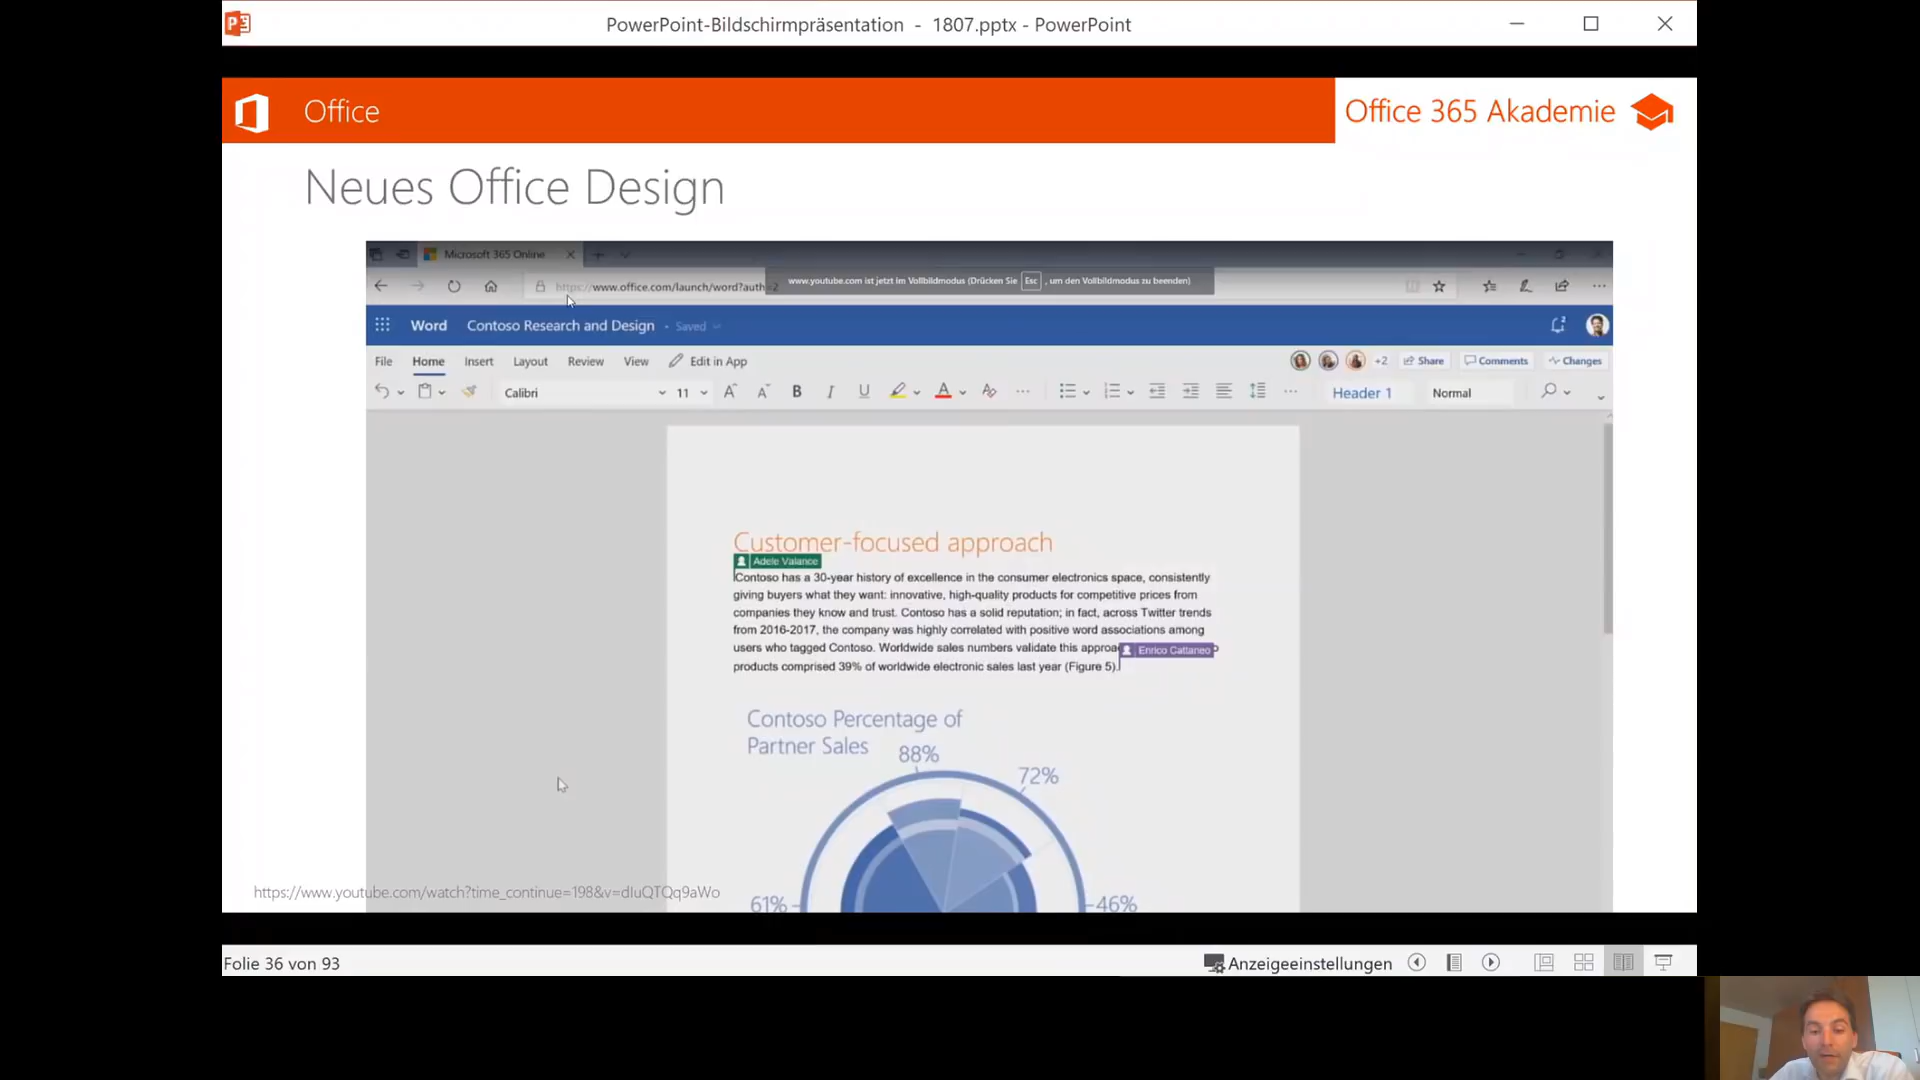 PowerPoint-Bildschirmpräsentation - 1807.pptx - PowerPoint
Office
Office 365 Akademie
Neues Office Design
Microsoft 365 Online
https://www.office.com/launch/word?auth=2
www.youtube.com ist jetzt im Vollbildmodus (Drücken Sie Esc , um den Vollbildmodus zu beenden)
Word Contoso Research and Design - Saved
File Home Insert Layout Review View Edit in App +2 Share Comments Changes
Calibri 11 A A B I U A ... Header 1 Normal
Customer-focused approach
Adele Valance
Contoso has a 30-year history of excellence in the consumer electronics space, consistently
giving buyers what they want: innovative, high-quality products for competitive prices from
companies they know and trust. Contoso has a solid reputation; in fact, across Twitter trends
from 2016-2017, the company was highly correlated with positive word associations among
users who tagged Contoso. Worldwide sales numbers validate this
Enrico Cattaneo
products comprised 39% of worldwide electronic sales last year (Figure 5).
Contoso Percentage of
Partner Sales
88%
72%
61%
46%
https://www.youtube.com/watch?time_continue=198&v=dIuQTQq9aWo
Folie 36 von 93
Anzeigeeinstellungen